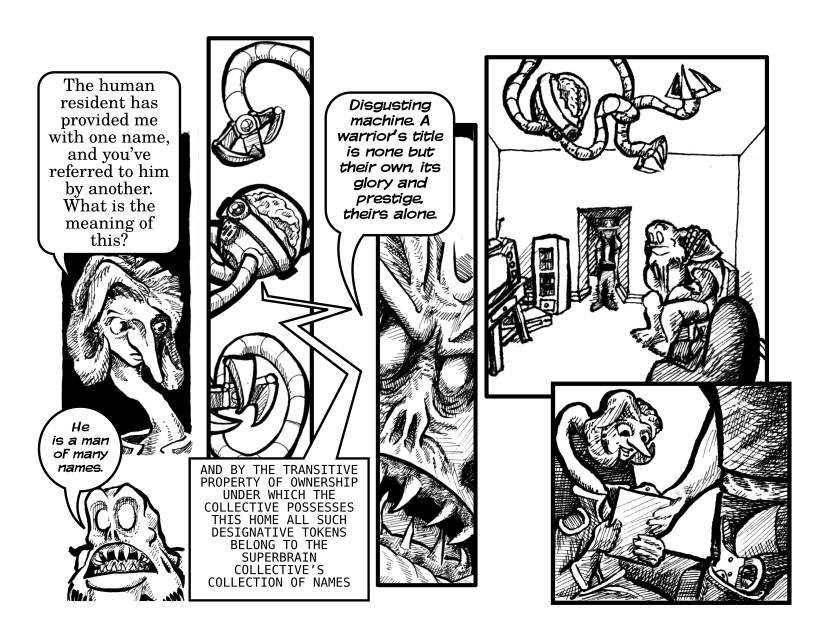 The human
resident has
provided me
with one name,
and you've
referred to him
by another.
What is the
meaning of
this?
He
is a man
of many
names.
AND BY THE TRANSITIVE
PROPERTY OF OWNERSHIP
UNDER WHICH THE
COLLECTIVE POSSESSES
THIS HOME ALL SUCH
DESIGNATIVE TOKENS
BELONG TO THE
SUPERBRAIN
COLLECTIVE'S
COLLECTION OF NAMES
Disgusting
machine. A
warrior's title
is none but
their own, its
glory and
prestige,
theirs alone.